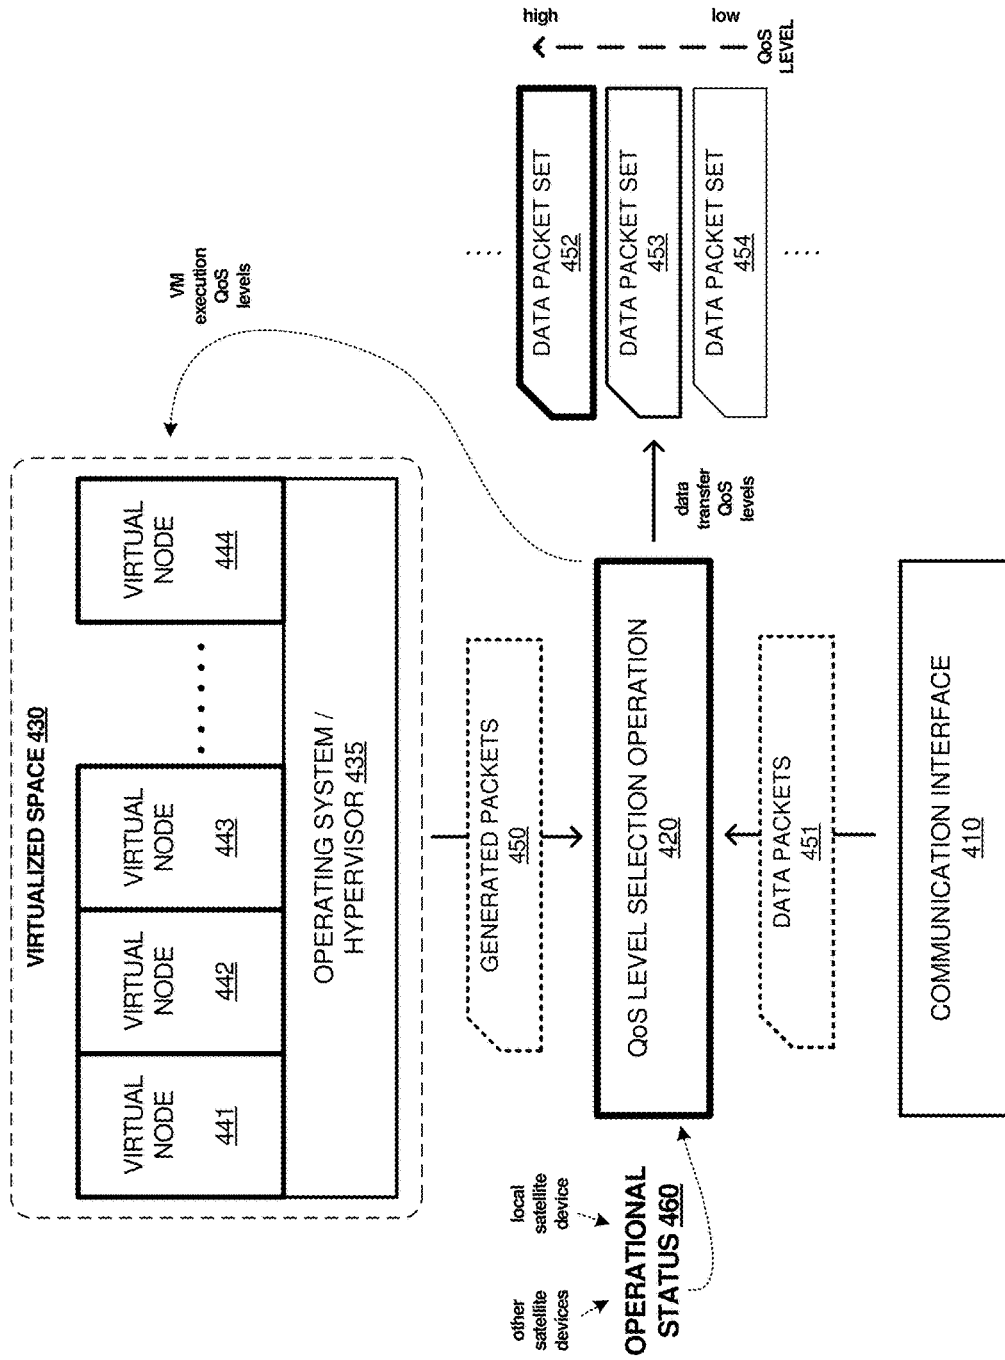 VIRTUALIZED SPACE 430
VIRTUAL
NODE
441
VIRTUAL
NODE
442
VIRTUAL
NODE
443
VIRTUAL
NODE
444
OPERATING SYSTEM /
HYPERVISOR 435
VM
execution
QoS
levels
GENERATED PACKETS
450
other
satellite
devices
local
satellite
device
OPERATIONAL
STATUS 460
QoS LEVEL SELECTION OPERATION
420
data
transfer
QoS
levels
DATA PACKET SET
452
DATA PACKET SET
453
DATA PACKET SET
454
high
low
QoS
LEVEL
DATA PACKETS
451
COMMUNICATION INTERFACE
410